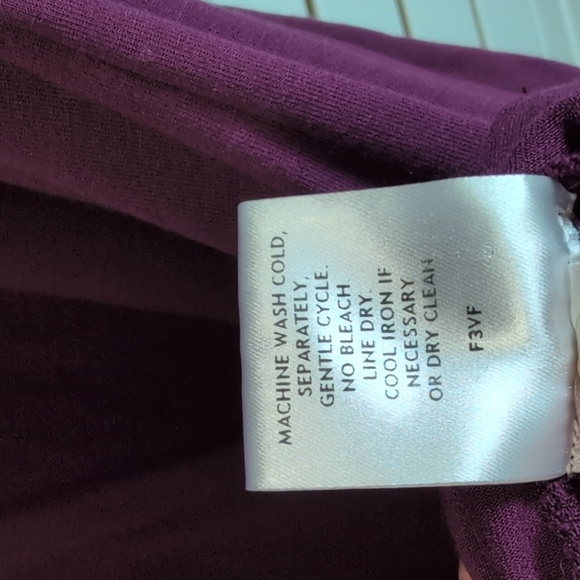 MACHINE WASH COLD,
SEPARATELY,
GENTLE CYCLE.
NO BLEACH
LINE DRY.
COOL IRON IF
NECESSARY
OR DRY CLEAN
F3VF